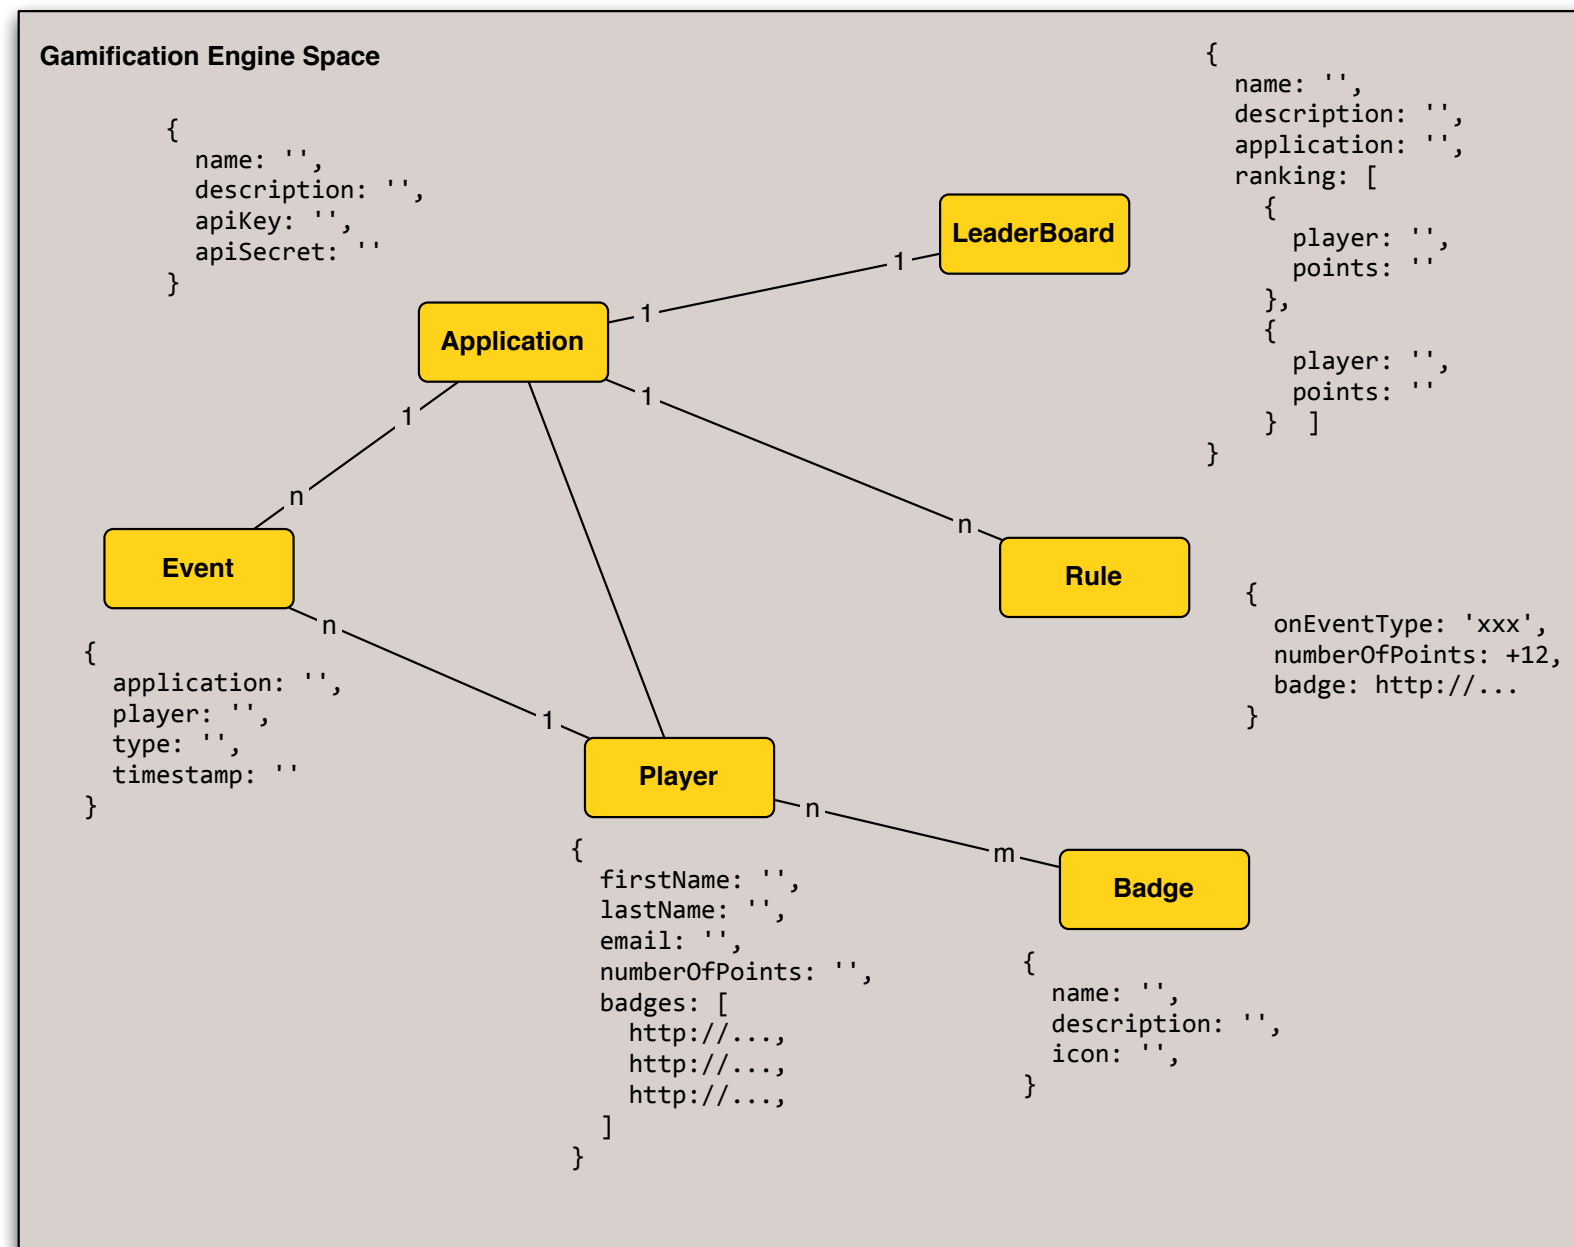 Gamification Engine Space
{
name: '',
description: '',
apiKey: '',
apiSecret: ''
}
{
name: '',
description: '',
application: '',
ranking: [
{
player: '',
points: ''
},
{
player: '',
points: ''
} ]
}
LeaderBoard
1
1
Application
1
1
n
n
Event
Rule
n
1
{
application: '',
player: '',
type: '',
timestamp: ''
}
{
onEventType: 'xxx',
numberOfPoints: +12,
badge: http://...
}
Player
n
m
Badge
{
firstName: '',
lastName: '',
email: '',
numberOfPoints: '',
badges: [
http://...,
http://...,
http://...,
]
}
{
name: '',
description: '',
icon: '',
}